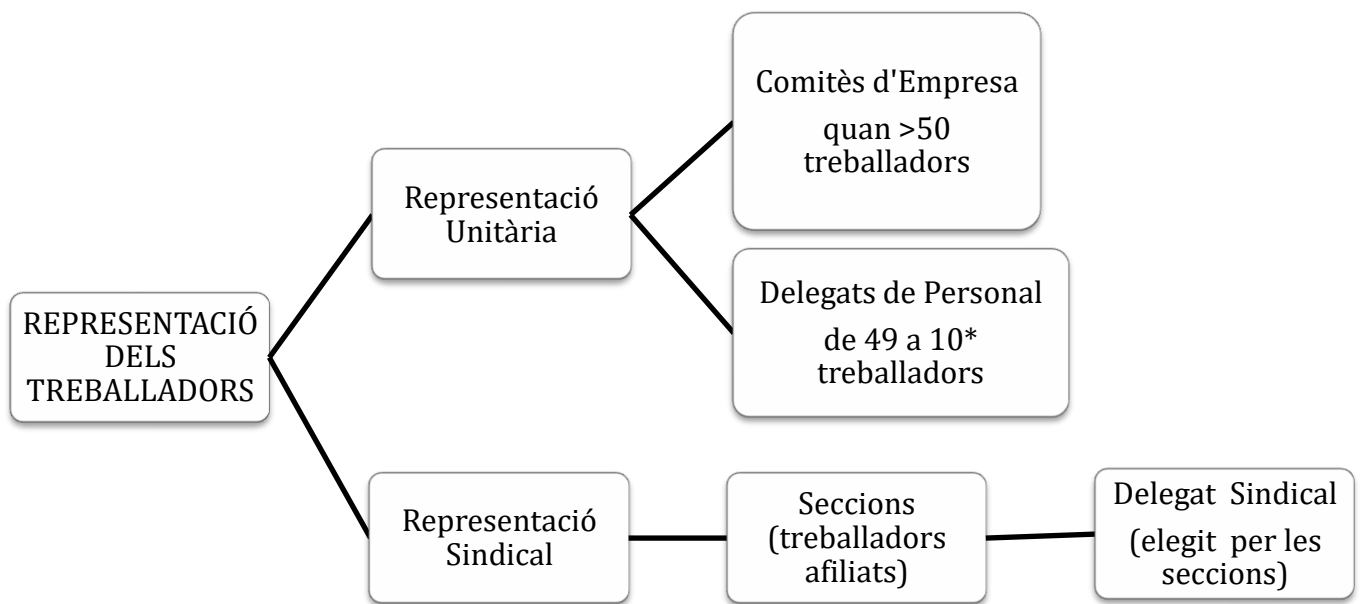 REPRESENTACIÓ
DELS
TREBALLADORS
Representació
Unitària
Comitès d'Empresa
quan >50
treballadors
Delegats de Personal
de 49 a 10*
treballadors
Representació
Sindical
Seccions
(treballadors
afiliats)
Delegat Sindical
(elegit per les
seccions)